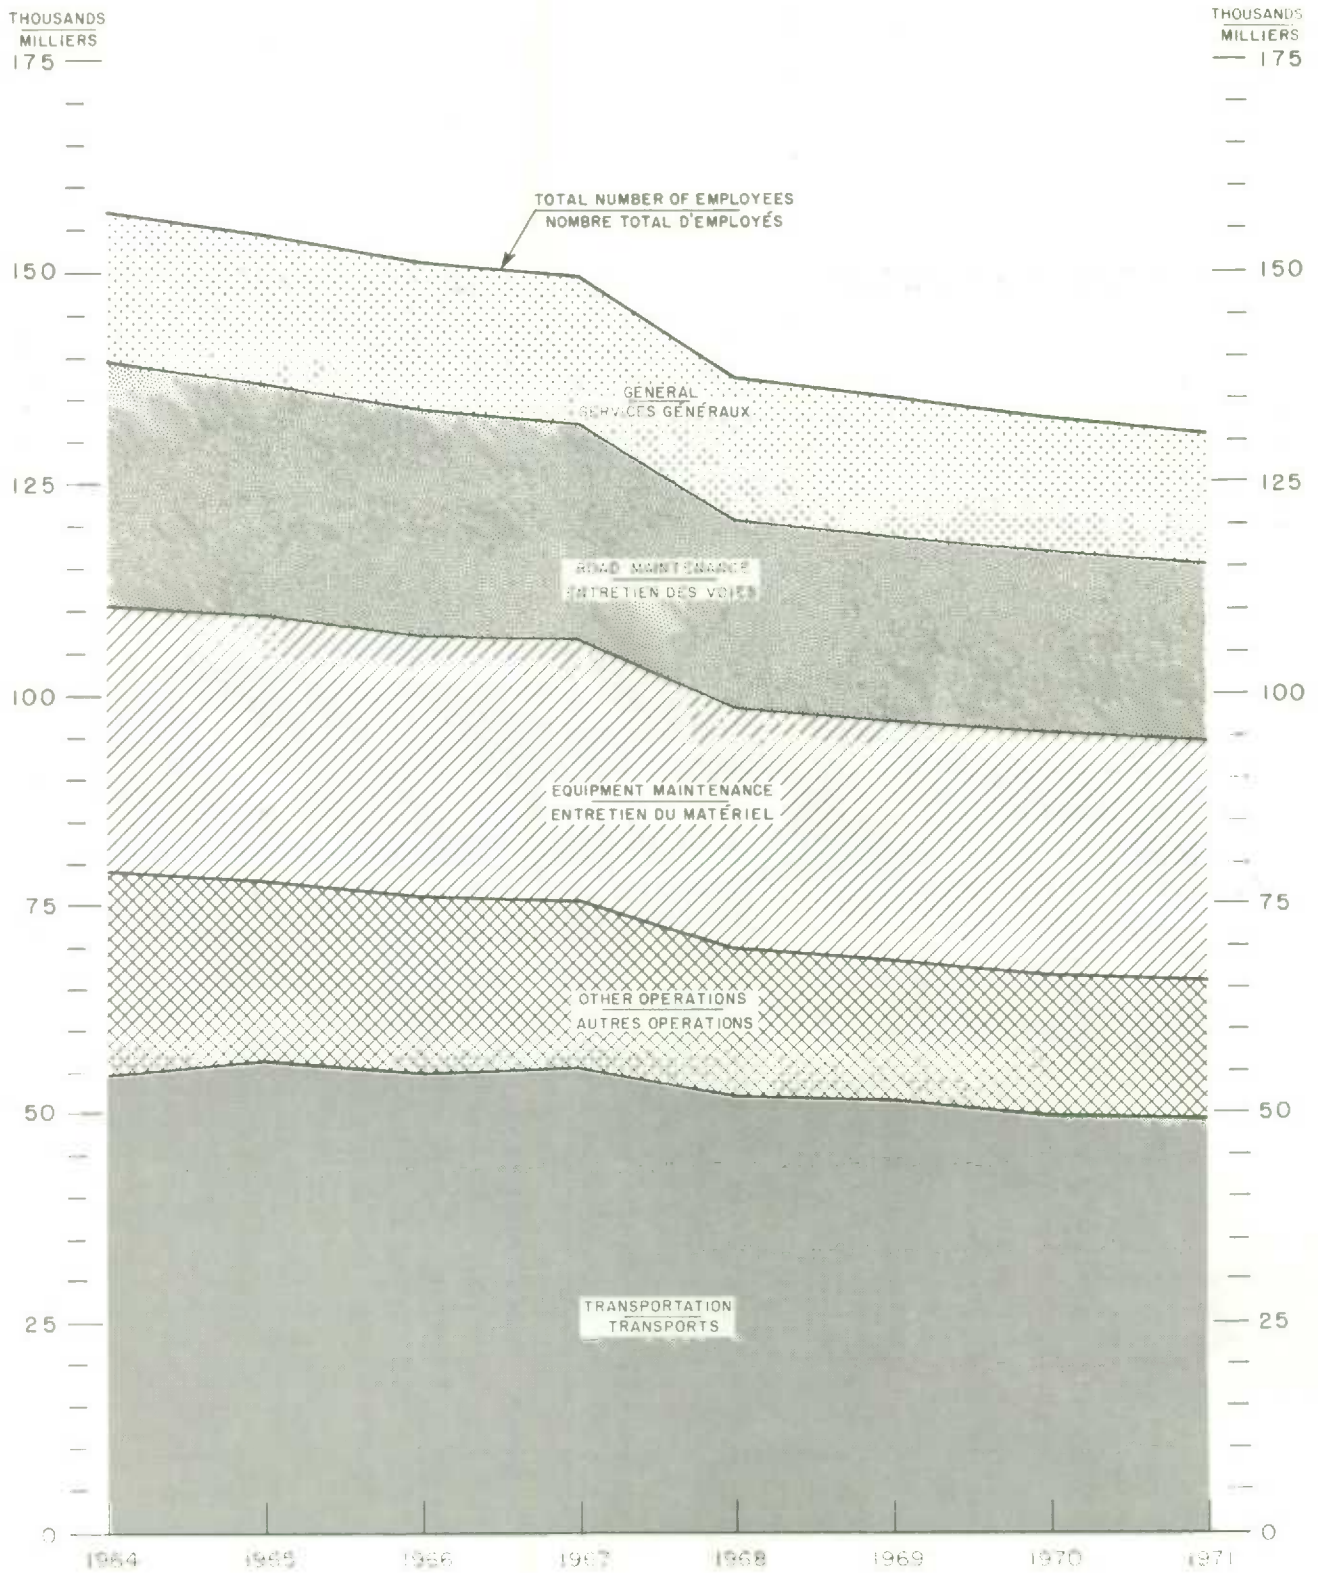 THOUSANDS
MILLIERS
175
150
125
100
75
50
25
0
THOUSANDS
MILLIERS
175
150
125
100
75
50
25
0
TOTAL NUMBER OF EMPLOYEES
NOMBRE TOTAL D'EMPLOYÉS
GENERAL
SERVICES GÉNÉRAUX
ROAD MAINTENANCE
ENTRETIEN DES VOIES
EQUIPMENT MAINTENANCE
ENTRETIEN DU MATÉRIEL
OTHER OPERATIONS
AUTRES OPERATIONS
TRANSPORTATION
TRANSPORTS
1964 1965 1966 1967 1968 1969 1970 1971